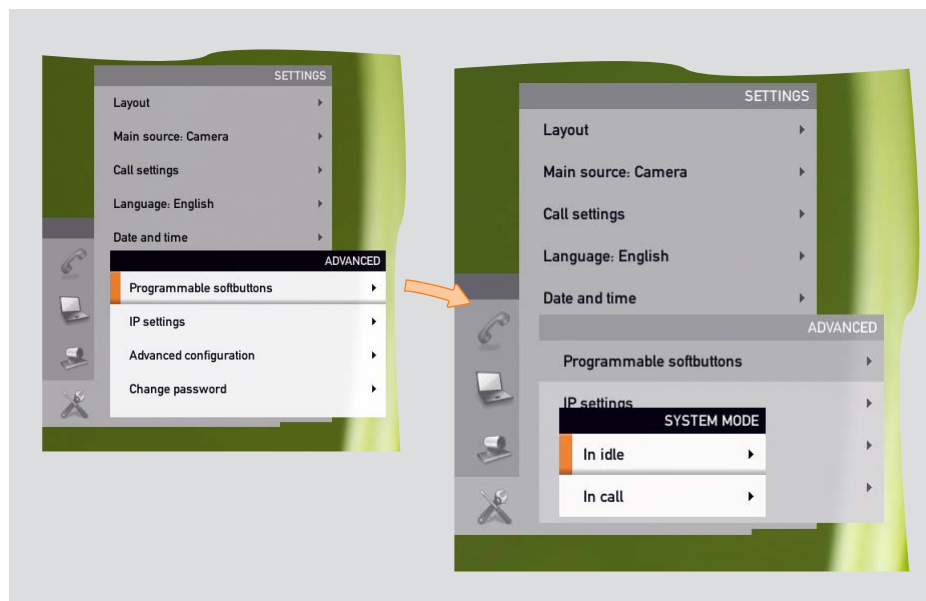 SETTINGS
Layout
Main source: Camera
Call settings
Language: English
Date and time
ADVANCED
Programmable softbuttons
IP settings
Advanced configuration
Change password
SETTINGS
Layout
Main source: Camera
Call settings
Language: English
Date and time
ADVANCED
Programmable softbuttons
IP settings
SYSTEM MODE
In idle
In call